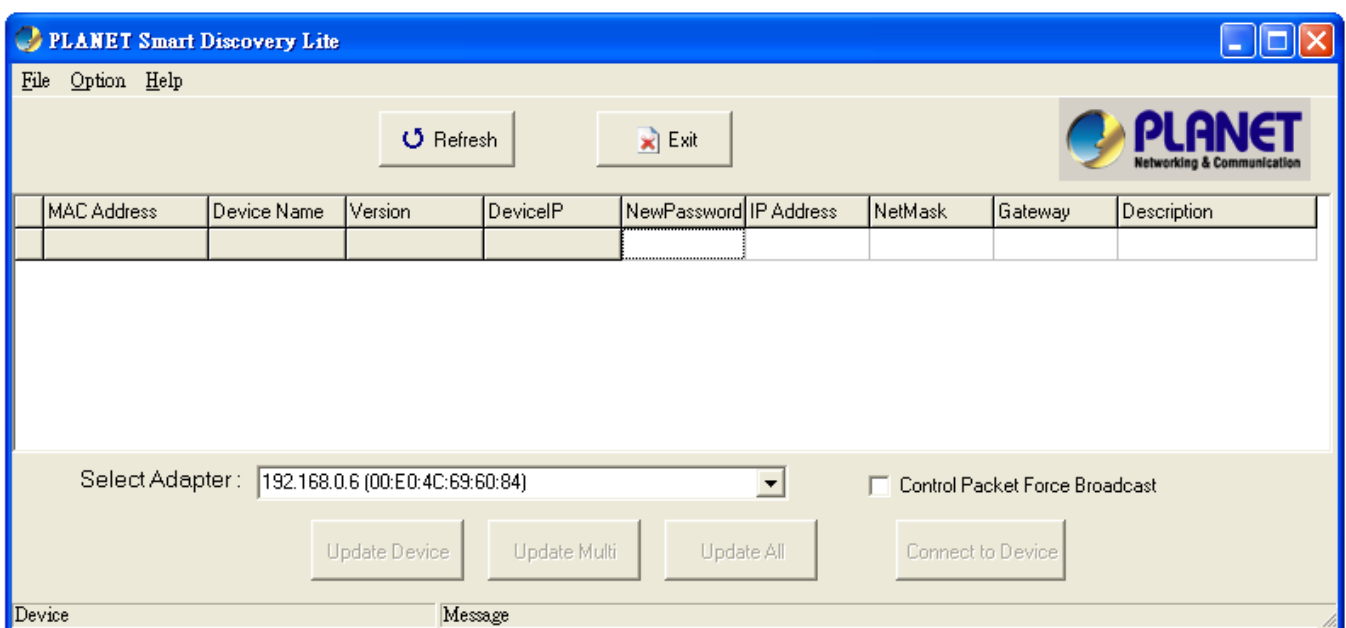 PLANET Smart Discovery Lite
File Option Help
Refresh Exit
PLANET
Networking & Communication
MAC Address Device Name Version DeviceIP NewPassword IP Address NetMask Gateway Description
Select Adapter : 192.168.0.6 (00:E0:4C:69:60:84) Control Packet Force Broadcast
Update Device Update Multi Update All Connect to Device
Device Message